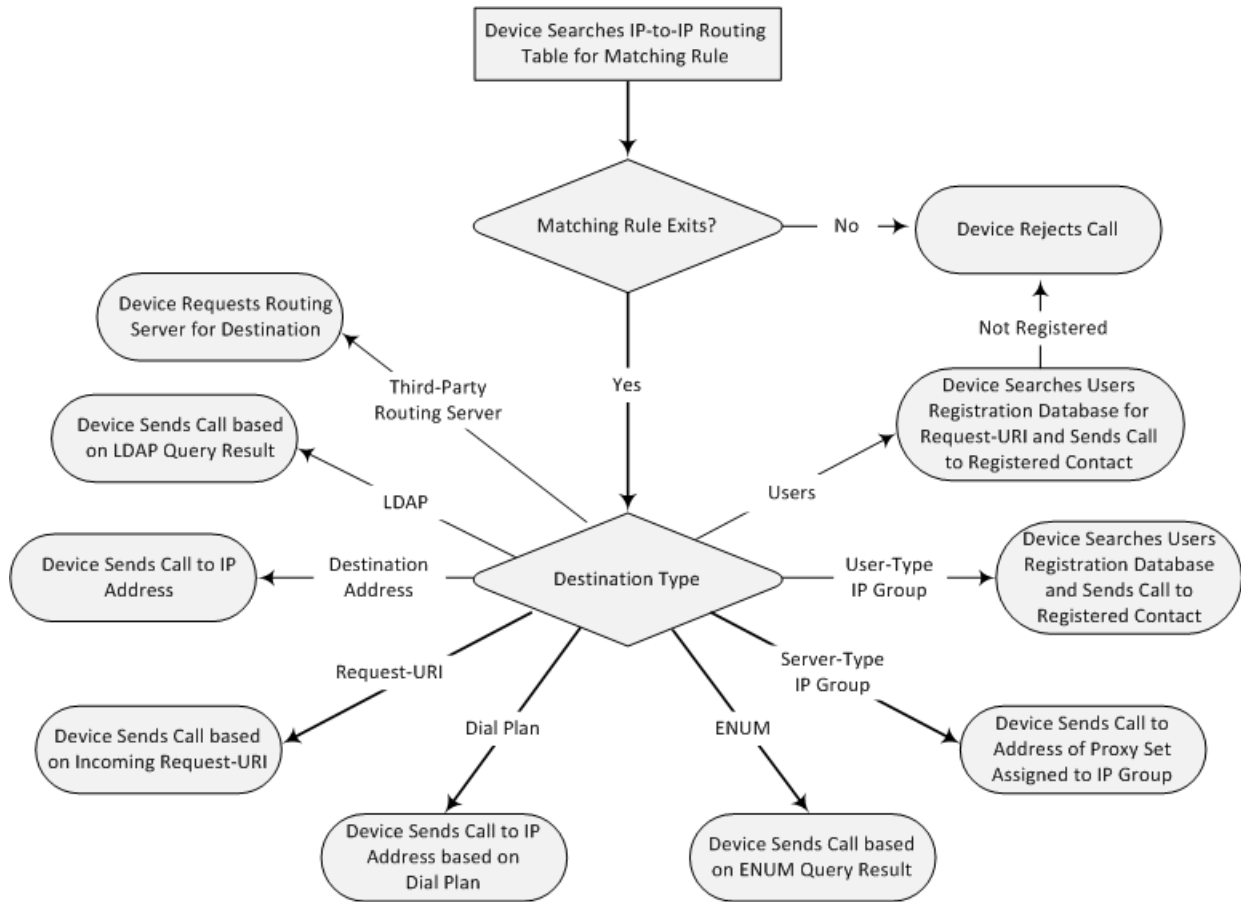 Device Searches IP-to-IP Routing
Table for Matching Rule
Matching Rule Exits?
No
Device Rejects Call
Device Requests Routing
Server for Destination
Not Registered
Third-Party
Routing Server
Yes
Device Searches Users
Registration Database for
Request-URI and Sends Call
to Registered Contact
Device Sends Call based
on LDAP Query Result
LDAP
Users
Device Sends Call to IP
Address
Destination
Address
Destination Type
User-Type
IP Group
Device Searches Users
Registration Database
and Sends Call to
Registered Contact
Request-URI
Server-Type
IP Group
Device Sends Call based
on Incoming Request-URI
Dial Plan
ENUM
Device Sends Call to
Address of Proxy Set
Assigned to IP Group
Device Sends Call to IP
Address based on
Dial Plan
Device Sends Call based
on ENUM Query Result